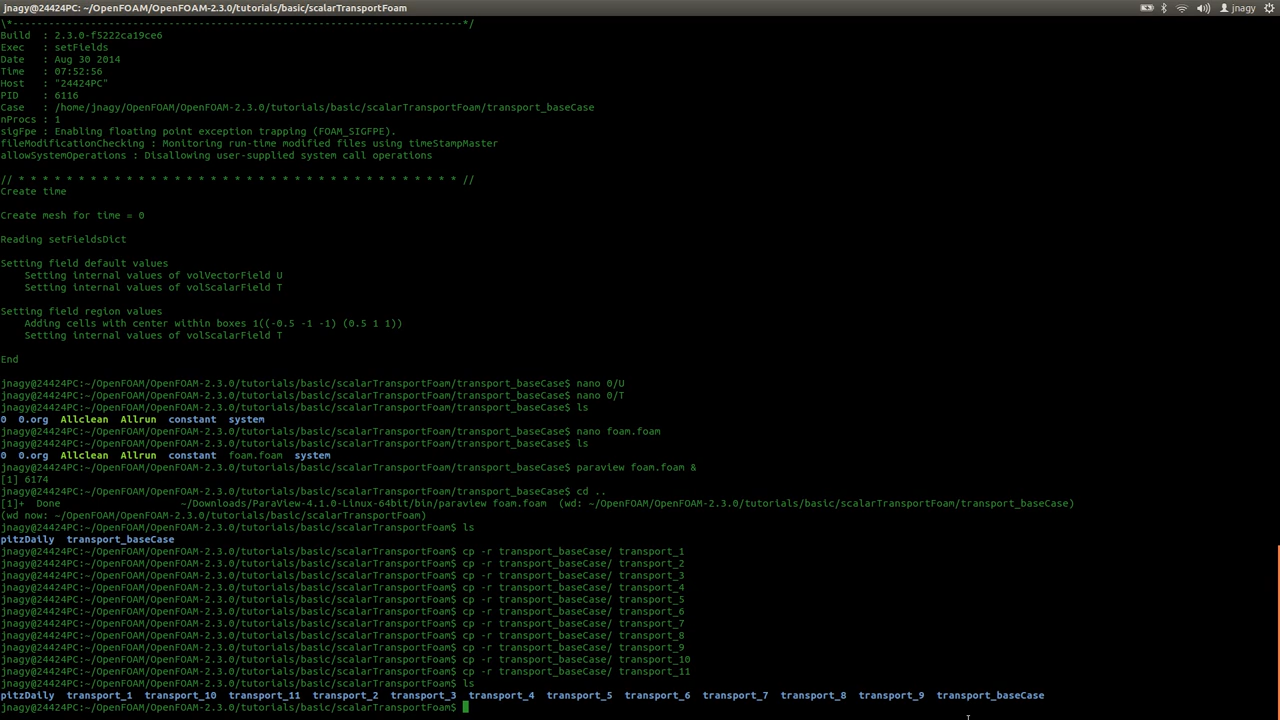 jnagy@24424PC: ~/OpenFOAM/OpenFOAM-2.3.0/tutorials/basic/scalarTransportFoam
jnagy
\*---------------------------------------------------------------------------*/
Build  : 2.3.0-f5222ca19ce6
Exec   : setFields
Date   : Aug 30 2014
Time   : 07:52:56
Host   : "24424PC"
PID    : 6116
Case   : /home/jnagy/OpenFOAM/OpenFOAM-2.3.0/tutorials/basic/scalarTransportFoam/transport_baseCase
nProcs : 1
sigFpe : Enabling floating point exception trapping (FOAM_SIGFPE).
fileModificationChecking : Monitoring run-time modified files using timeStampMaster
allowSystemOperations : Disallowing user-supplied system call operations
// * * * * * * * * * * * * * * * * * * * * * * * * * * * * * * * * * * * * * //
Create time
Create mesh for time = 0
Reading setFieldsDict
Setting field default values
    Setting internal values of volVectorField U
    Setting internal values of volScalarField T
Setting field region values
    Adding cells with center within boxes 1((-0.5 -1 -1) (0.5 1 1))
    Setting internal values of volScalarField T
End
jnagy@24424PC:~/OpenFOAM/OpenFOAM-2.3.0/tutorials/basic/scalarTransportFoam/transport_baseCase$ nano 0/U
jnagy@24424PC:~/OpenFOAM/OpenFOAM-2.3.0/tutorials/basic/scalarTransportFoam/transport_baseCase$ nano 0/T
jnagy@24424PC:~/OpenFOAM/OpenFOAM-2.3.0/tutorials/basic/scalarTransportFoam/transport_baseCase$ ls
0  0.org  Allclean  Allrun  constant  system
jnagy@24424PC:~/OpenFOAM/OpenFOAM-2.3.0/tutorials/basic/scalarTransportFoam/transport_baseCase$ nano foam.foam
jnagy@24424PC:~/OpenFOAM/OpenFOAM-2.3.0/tutorials/basic/scalarTransportFoam/transport_baseCase$ ls
0  0.org  Allclean  Allrun  constant  foam.foam  system
jnagy@24424PC:~/OpenFOAM/OpenFOAM-2.3.0/tutorials/basic/scalarTransportFoam/transport_baseCase$ paraview foam.foam &
[1] 6174
jnagy@24424PC:~/OpenFOAM/OpenFOAM-2.3.0/tutorials/basic/scalarTransportFoam/transport_baseCase$ cd ..
[1]+  Done      ~/Downloads/ParaView-4.1.0-Linux-64bit/bin/paraview foam.foam  (wd: ~/OpenFOAM/OpenFOAM-2.3.0/tutorials/basic/scalarTransportFoam/transport_baseCase)
(wd now: ~/OpenFOAM/OpenFOAM-2.3.0/tutorials/basic/scalarTransportFoam)
jnagy@24424PC:~/OpenFOAM/OpenFOAM-2.3.0/tutorials/basic/scalarTransportFoam$ ls
pitzDaily  transport_baseCase
jnagy@24424PC:~/OpenFOAM/OpenFOAM-2.3.0/tutorials/basic/scalarTransportFoam$ cp -r transport_baseCase/ transport_1
jnagy@24424PC:~/OpenFOAM/OpenFOAM-2.3.0/tutorials/basic/scalarTransportFoam$ cp -r transport_baseCase/ transport_2
jnagy@24424PC:~/OpenFOAM/OpenFOAM-2.3.0/tutorials/basic/scalarTransportFoam$ cp -r transport_baseCase/ transport_3
jnagy@24424PC:~/OpenFOAM/OpenFOAM-2.3.0/tutorials/basic/scalarTransportFoam$ cp -r transport_baseCase/ transport_4
jnagy@24424PC:~/OpenFOAM/OpenFOAM-2.3.0/tutorials/basic/scalarTransportFoam$ cp -r transport_baseCase/ transport_5
jnagy@24424PC:~/OpenFOAM/OpenFOAM-2.3.0/tutorials/basic/scalarTransportFoam$ cp -r transport_baseCase/ transport_6
jnagy@24424PC:~/OpenFOAM/OpenFOAM-2.3.0/tutorials/basic/scalarTransportFoam$ cp -r transport_baseCase/ transport_7
jnagy@24424PC:~/OpenFOAM/OpenFOAM-2.3.0/tutorials/basic/scalarTransportFoam$ cp -r transport_baseCase/ transport_8
jnagy@24424PC:~/OpenFOAM/OpenFOAM-2.3.0/tutorials/basic/scalarTransportFoam$ cp -r transport_baseCase/ transport_9
jnagy@24424PC:~/OpenFOAM/OpenFOAM-2.3.0/tutorials/basic/scalarTransportFoam$ cp -r transport_baseCase/ transport_10
jnagy@24424PC:~/OpenFOAM/OpenFOAM-2.3.0/tutorials/basic/scalarTransportFoam$ cp -r transport_baseCase/ transport_11
jnagy@24424PC:~/OpenFOAM/OpenFOAM-2.3.0/tutorials/basic/scalarTransportFoam$ ls
pitzDaily  transport_1  transport_10  transport_11  transport_2  transport_3  transport_4  transport_5  transport_6  transport_7  transport_8  transport_9  transport_baseCase
jnagy@24424PC:~/OpenFOAM/OpenFOAM-2.3.0/tutorials/basic/scalarTransportFoam$